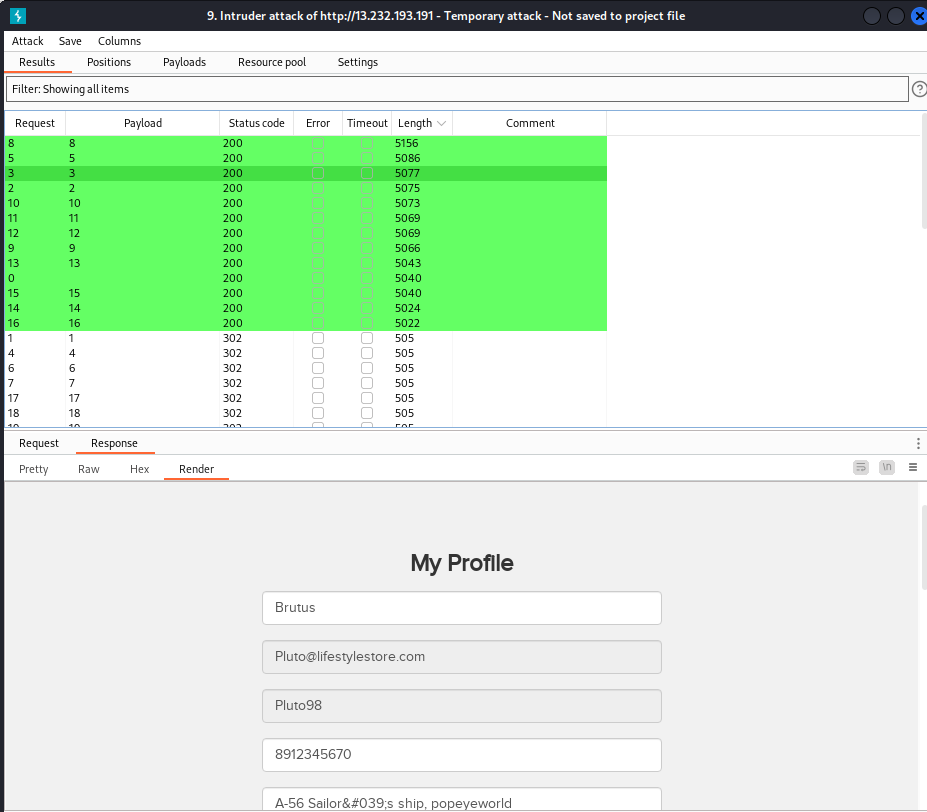 9. Intruder attack of http://13.232.193.191 - Temporary attack - Not saved to project file
Attack Save Columns
Results Positions Payloads Resource pool Settings
Filter: Showing all items
?
Request Payload Status code Error Timeout Length Comment
8 8 200 5156
5 5 200 5086
3 3 200 5077
2 2 200 5075
10 10 200 5073
11 11 200 5069
12 12 200 5069
9 9 200 5066
13 13 200 5043
0 200 5040
15 15 200 5040
14 14 200 5024
16 16 200 5022
1 1 302 505
4 4 302 505
6 6 302 505
7 7 302 505
17 17 302 505
18 18 302 505
19 19 302 505
Request Response
Pretty Raw Hex Render
\n
My Profile
Brutus
Pluto@lifestylestore.com
Pluto98
8912345670
A-56 Sailor&#039;s ship, popeyeworld